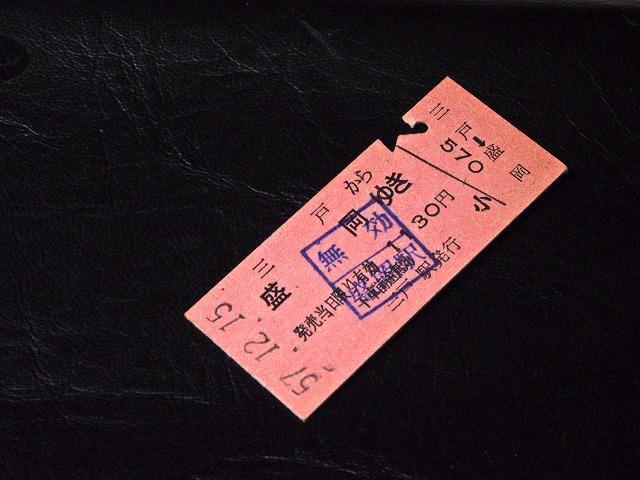 57.12.15
三戸から
盛岡ゆき
1130円
発売当日限り有効
下車前途無効
三戸駅発行
無効
小
三戸➡盛岡
570